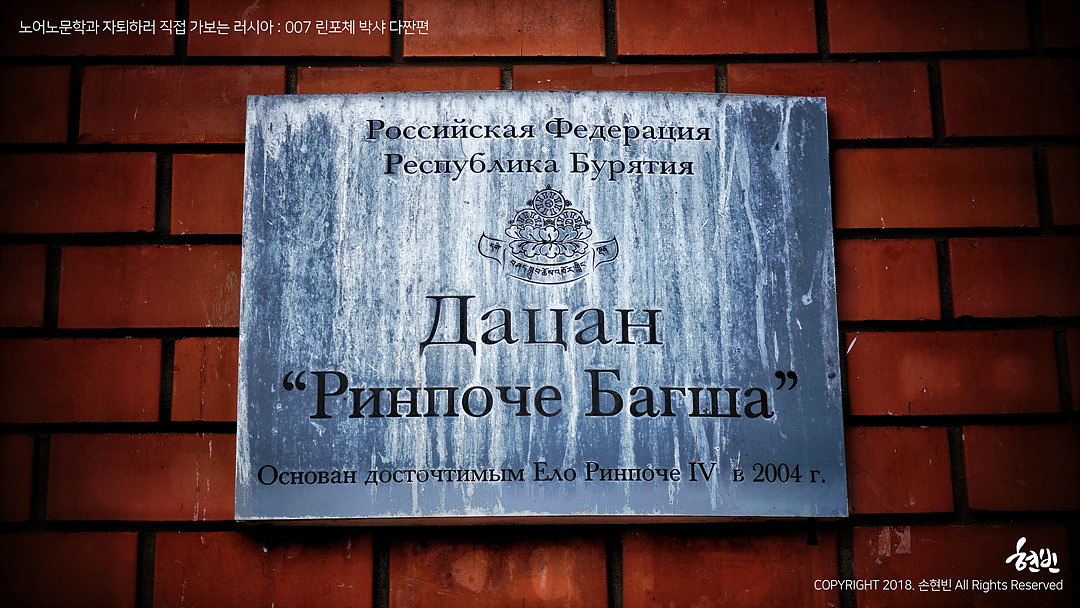 노어노문학과 자퇴하러 직접 가보는 러시아 : 007 린포체 박샤 다짠편
Российская Федерация
Республика Бурятия
Дацан
“Ринпоче Багша”
Основан досточтимым Ело Ринпоче IV в 2004 г.
현빈
COPYRIGHT 2018. 손현빈 All Rights Reserved